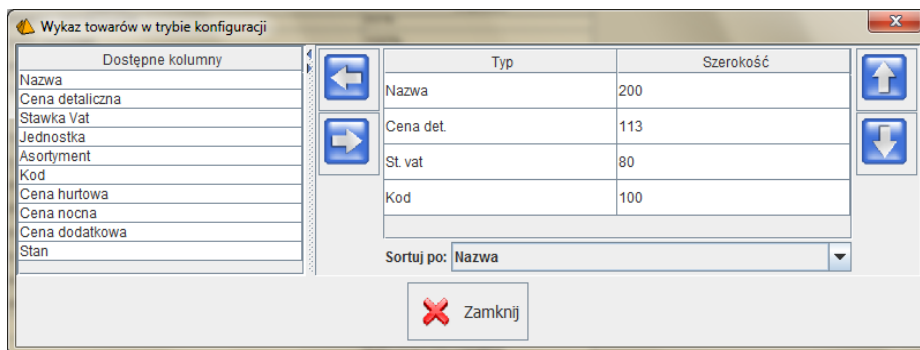 Wykaz towarów w trybie konfiguracji
Dostępne kolumny
Nazwa
Cena detaliczna
Stawka Vat
Jednostka
Asortyment
Kod
Cena hurtowa
Cena nocna
Cena dodatkowa
Stan
Typ Szerokość
Nazwa 200
Cena det. 113
St. vat 80
Kod 100
Sortuj po: Nazwa
Zamknij